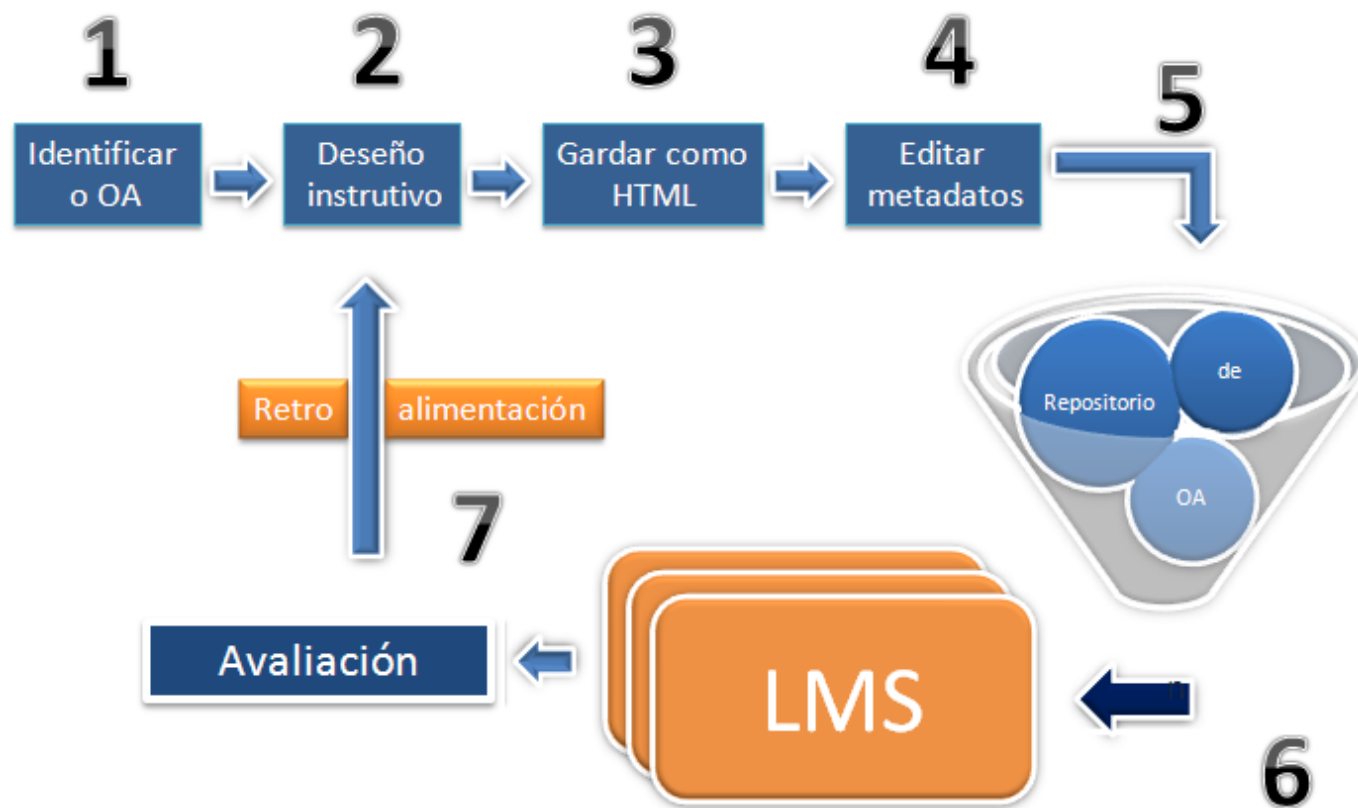 1
2
3
4
5
Identificar
o OA
Deseño
instrutivo
Gardar como
HTML
Editar
metadatos
Repositorio
de
OA
Retro
alimentación
7
Avaliación
LMS
6